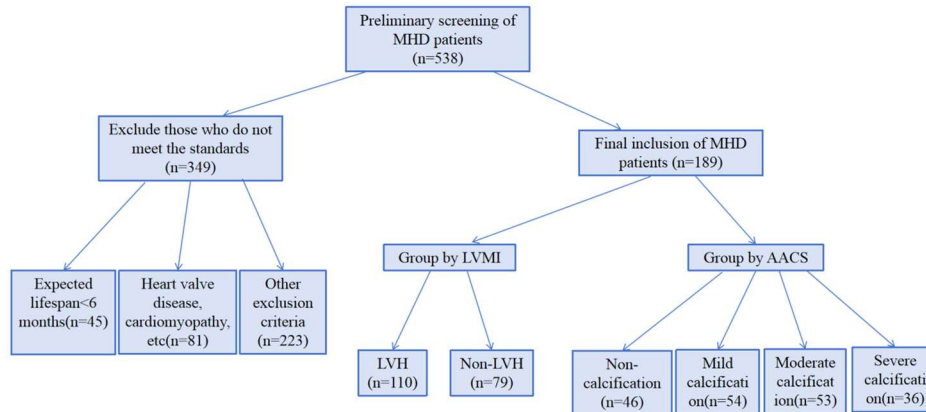 Preliminary screening of
MHD patients
(n=538)
Exclude those who do not
meet the standards
(n=349)
Final inclusion of MHD
patients (n=189)
Group by LVMI
Group by AACS
Expected
lifespan<6
months(n=45)
Heart valve
disease,
cardiomyopathy,
etc(n=81)
Other
exclusion
criteria
(n=223)
LVH
(n=110)
Non-LVH
(n=79)
Non-
calcification
(n=46)
Mild
calcificati
on(n=54)
Moderate
calcificat
ion(n=53)
Severe
calcificati
on(n=36)